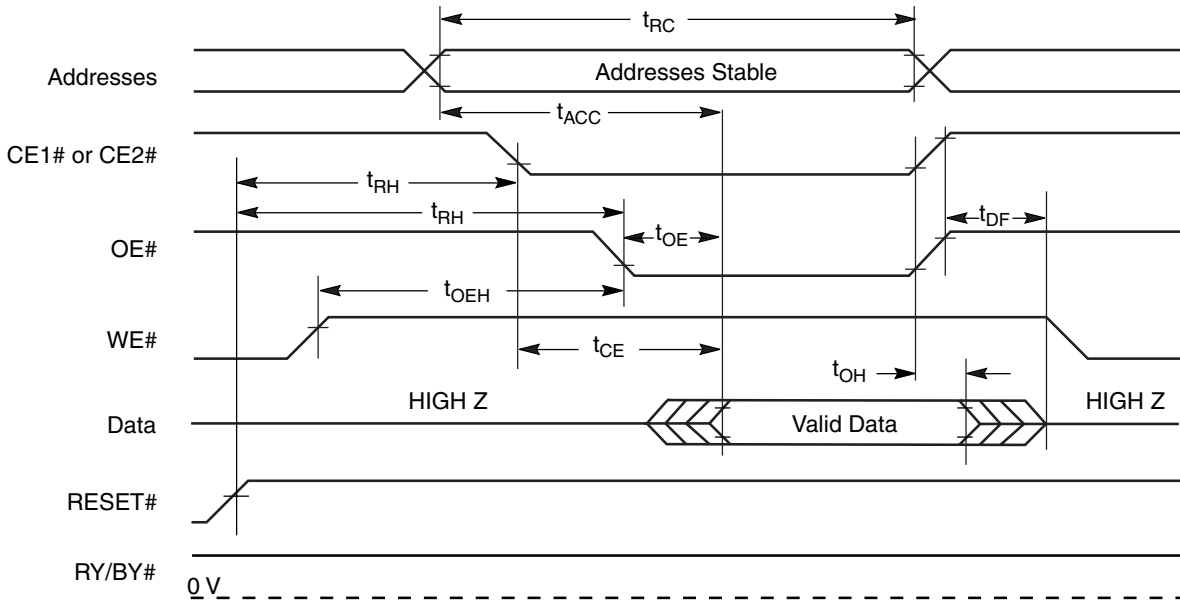 tRC
Addresses
Addresses Stable
tACC
CE1# or CE2#
tRH
tRH
tDF
OE#
tOE
tOEH
WE#
tCE
tOH
HIGH Z
HIGH Z
Data
Valid Data
RESET#
RY/BY#
0 V